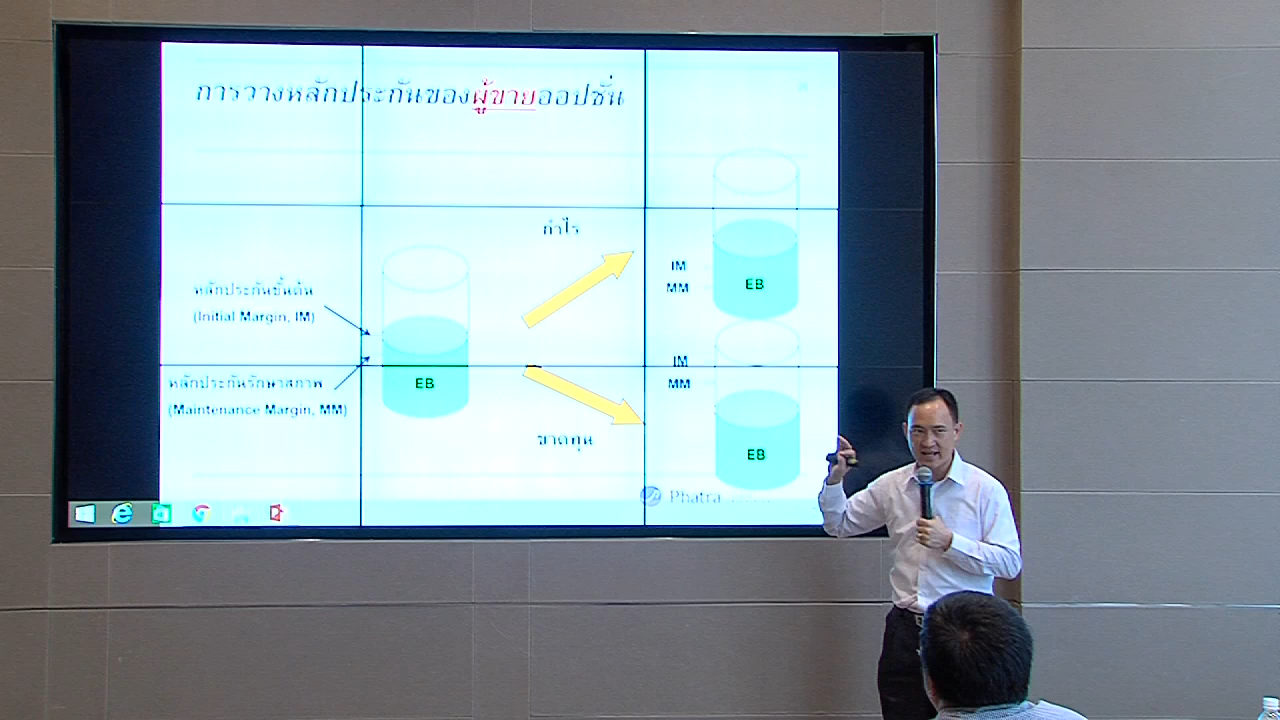 การวางหลักประกันของผู้ขายออปชั่น
กำไร
หลักประกันขั้นต้น
(Initial Margin, IM)
หลักประกันรักษาสภาพ
(Maintenance Margin, MM)
EB
IM
MM
EB
IM
MM
EB
ขาดทุน
Phatra